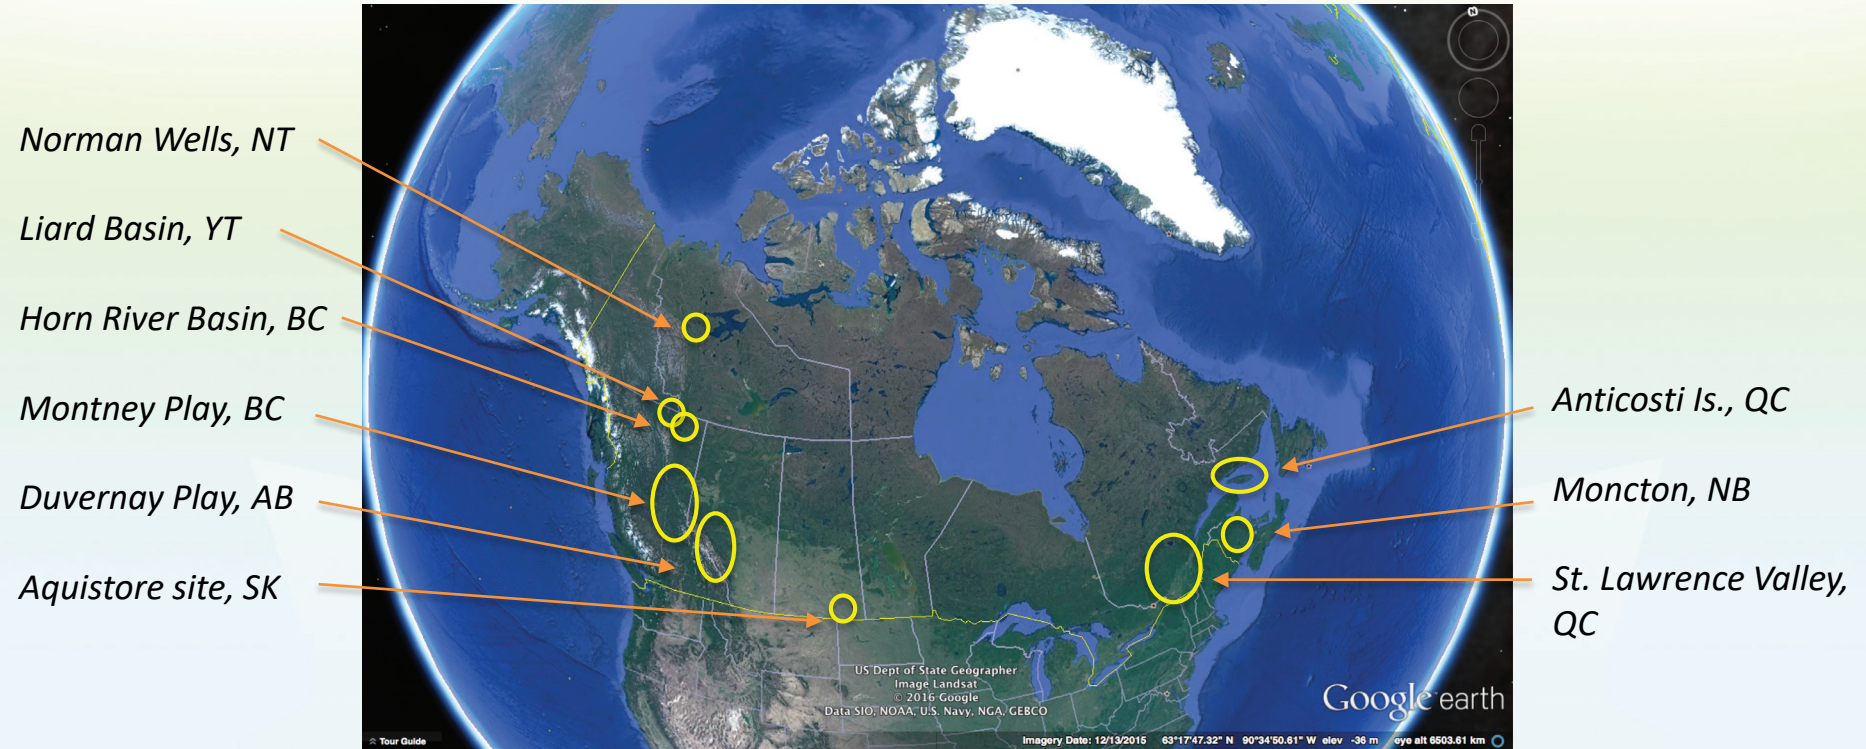 Norman Wells, NT
Liard Basin, YT
Horn River Basin, BC
Montney Play, BC
Duvernay Play, AB
Aquistore site, SK
Anticosti Is., QC
Moncton, NB
St. Lawrence Valley,
QC
N
US Dept of State Geographer
Image Landsat
© 2016 Google
Data SIO, NOAA, U.S. Navy, NGA, GEBCO
Google earth
Tour Guide
Imagery Date: 12/13/2015 63°17'47.32" N 90°34'50.61" W elev -36 m eye alt 6503.61 km